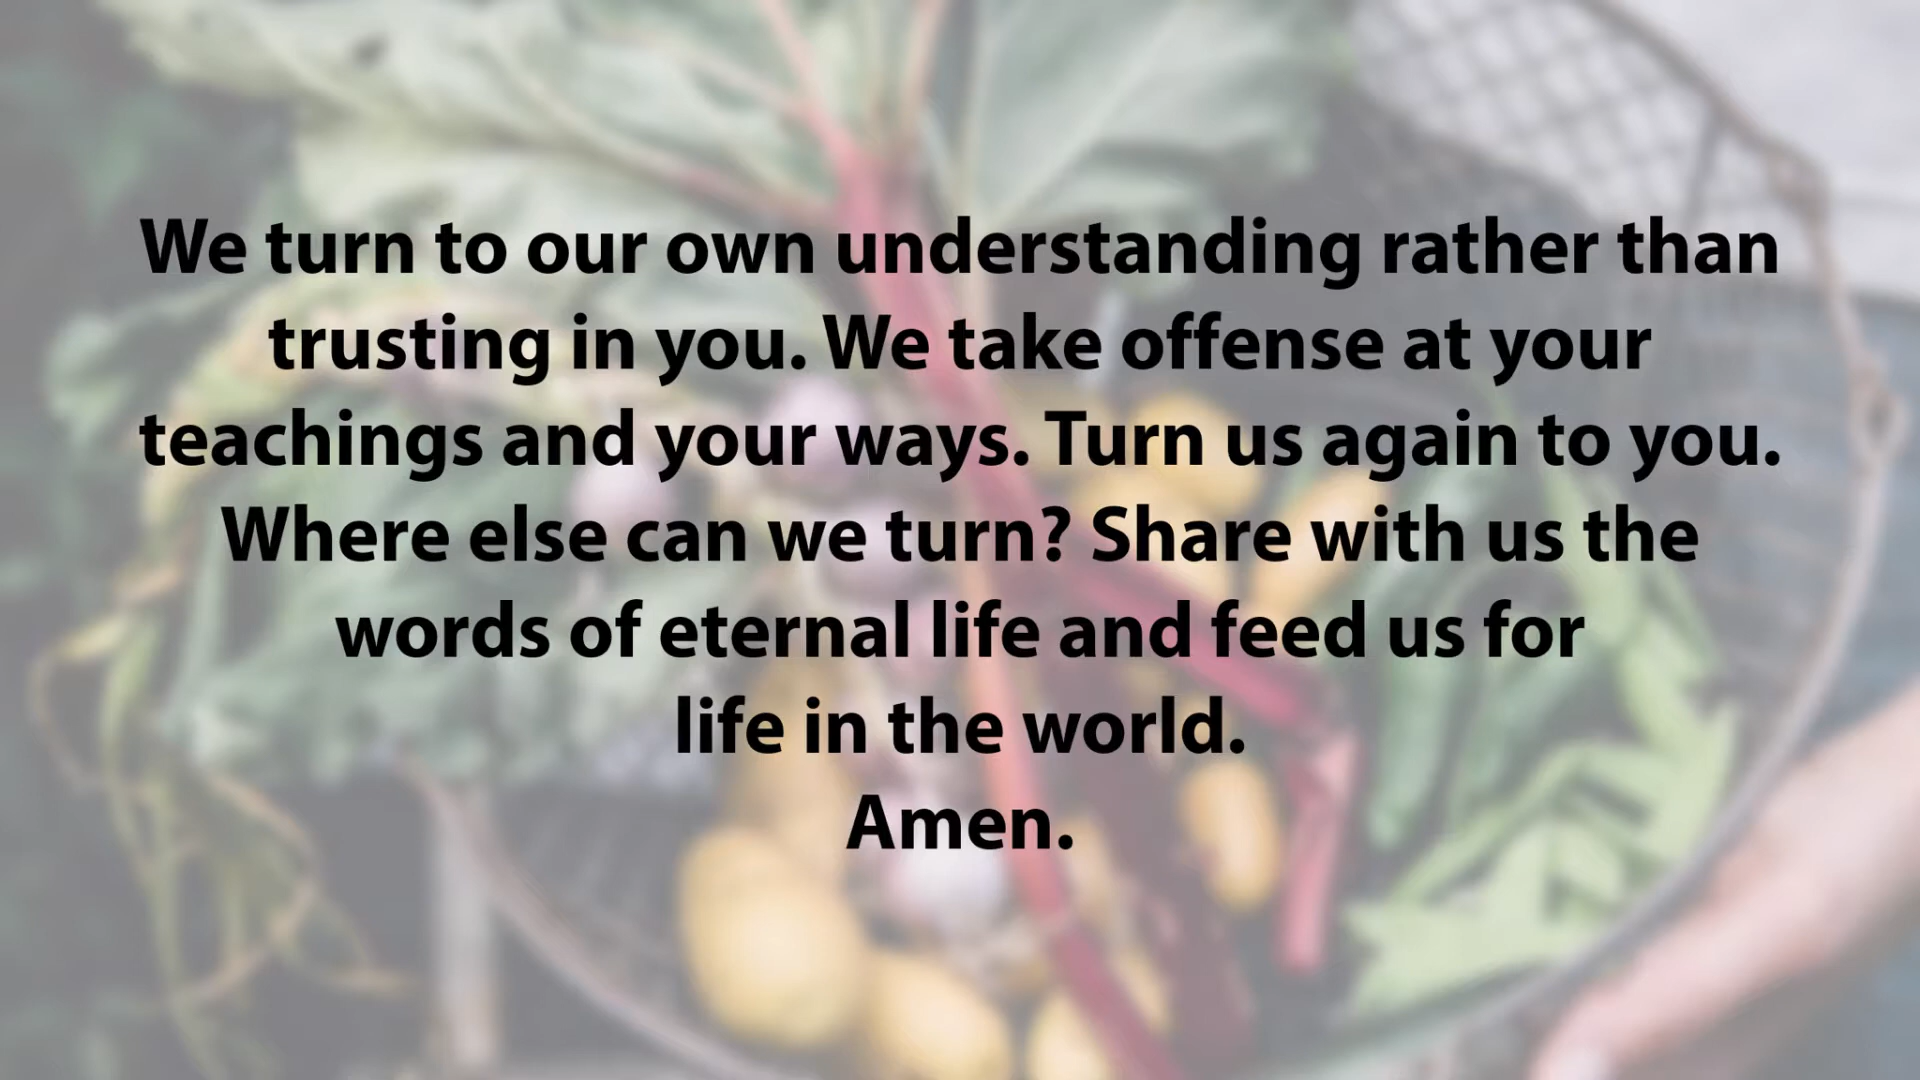 We turn to our own understanding rather than
trusting in you. We take offense at your
teachings and your ways. Turn us again to you.
Where else can we turn? Share with us the
words of eternal life and feed us for
life in the world.
Amen.